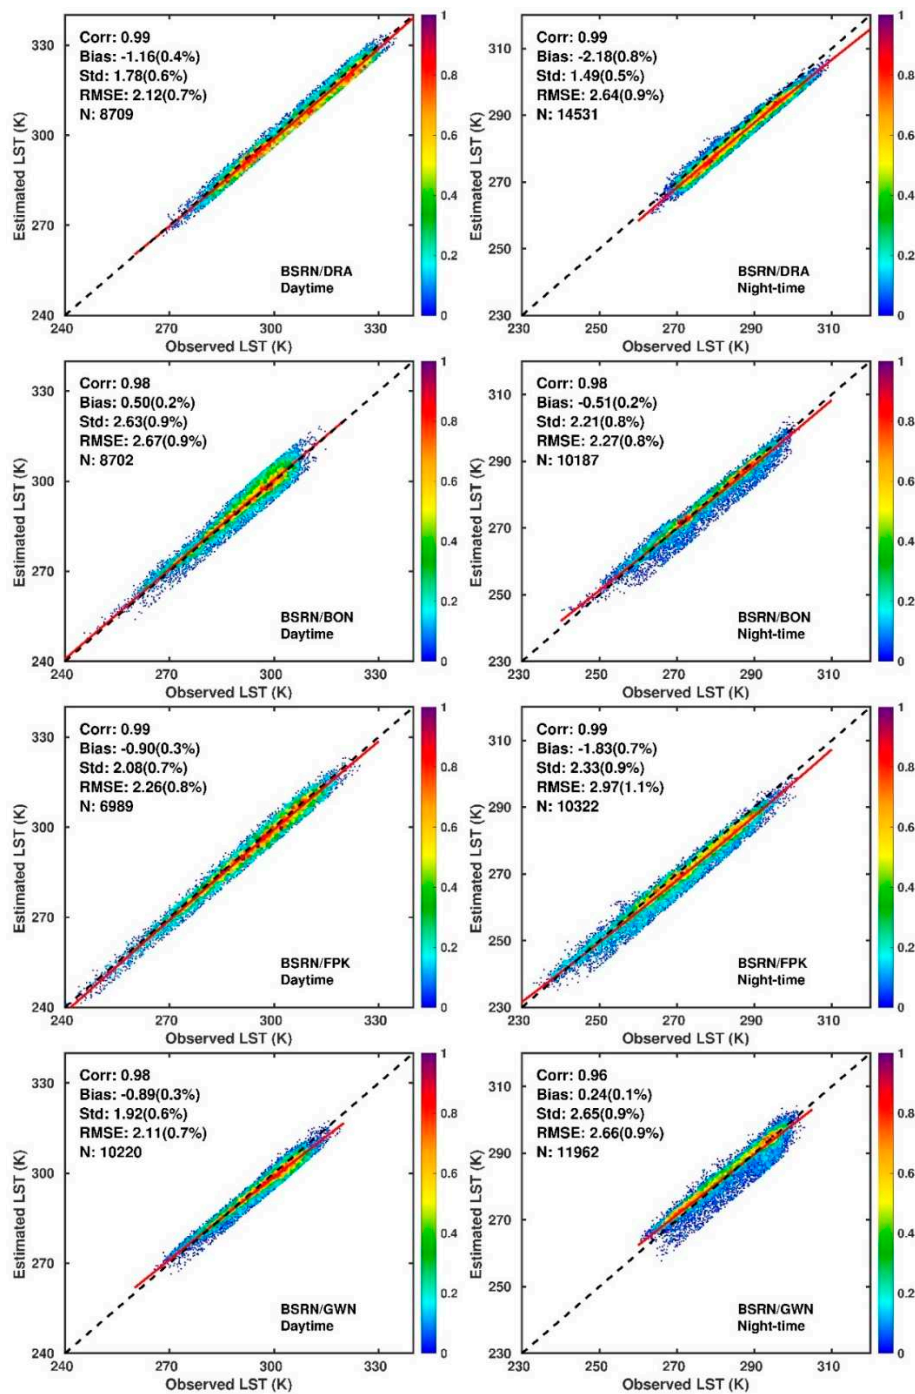 Corr: 0.99
Bias: -1.16(0.4%)
Std: 1.78(0.6%)
RMSE: 2.12(0.7%)
N: 8709
BSRN/DRA
Daytime
Estimated LST (K)
330
300
270
240
240
270
300
330
Observed LST (K)
1
0.8
0.6
0.4
0.2
0
Corr: 0.99
Bias: -2.18(0.8%)
Std: 1.49(0.5%)
RMSE: 2.64(0.9%)
N: 14531
BSRN/DRA
Night-time
Estimated LST (K)
310
290
270
250
230
230
250
270
290
310
Observed LST (K)
1
0.8
0.6
0.4
0.2
0
Corr: 0.98
Bias: 0.50(0.2%)
Std: 2.63(0.9%)
RMSE: 2.67(0.9%)
N: 8702
BSRN/BON
Daytime
Estimated LST (K)
330
300
270
240
240
270
300
330
Observed LST (K)
1
0.8
0.6
0.4
0.2
0
Corr: 0.98
Bias: -0.51(0.2%)
Std: 2.21(0.8%)
RMSE: 2.27(0.8%)
N: 10187
BSRN/BON
Night-time
Estimated LST (K)
310
290
270
250
230
230
250
270
290
310
Observed LST (K)
1
0.8
0.6
0.4
0.2
0
Corr: 0.99
Bias: -0.90(0.3%)
Std: 2.08(0.7%)
RMSE: 2.26(0.8%)
N: 6989
BSRN/FPK
Daytime
Estimated LST (K)
330
300
270
240
240
270
300
330
Observed LST (K)
1
0.8
0.6
0.4
0.2
0
Corr: 0.99
Bias: -1.83(0.7%)
Std: 2.33(0.9%)
RMSE: 2.97(1.1%)
N: 10322
BSRN/FPK
Night-time
Estimated LST (K)
310
290
270
250
230
230
250
270
290
310
Observed LST (K)
1
0.8
0.6
0.4
0.2
0
Corr: 0.98
Bias: -0.89(0.3%)
Std: 1.92(0.6%)
RMSE: 2.11(0.7%)
N: 10220
BSRN/GWN
Daytime
Estimated LST (K)
330
300
270
240
240
270
300
330
Observed LST (K)
1
0.8
0.6
0.4
0.2
0
Corr: 0.96
Bias: 0.24(0.1%)
Std: 2.65(0.9%)
RMSE: 2.66(0.9%)
N: 11962
BSRN/GWN
Night-time
Estimated LST (K)
310
290
270
250
230
230
250
270
290
310
Observed LST (K)
1
0.8
0.6
0.4
0.2
0